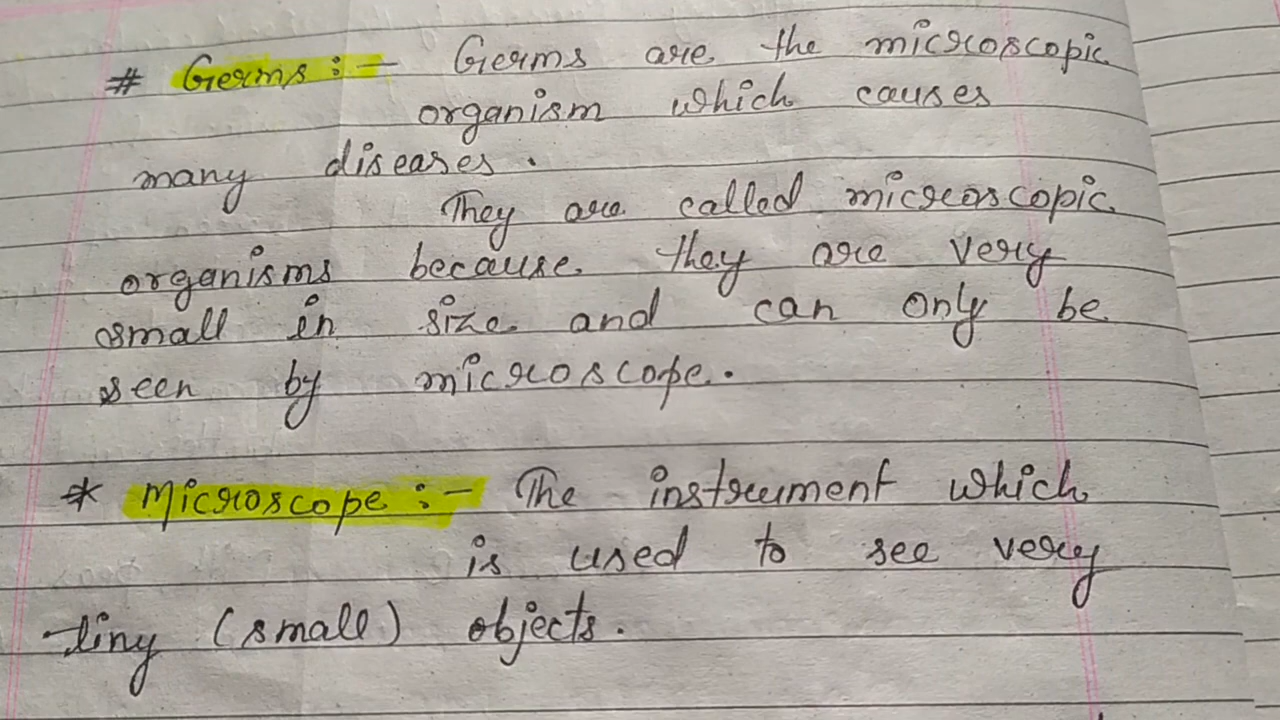 # Germs :- Germs are the microscopic
organism which causes
many diseases.
They are called microscopic
organisms because they are very
small in size and can only be
seen by microscope.
* Microscope :- The instrument which
is used to see very
tiny (small) objects.